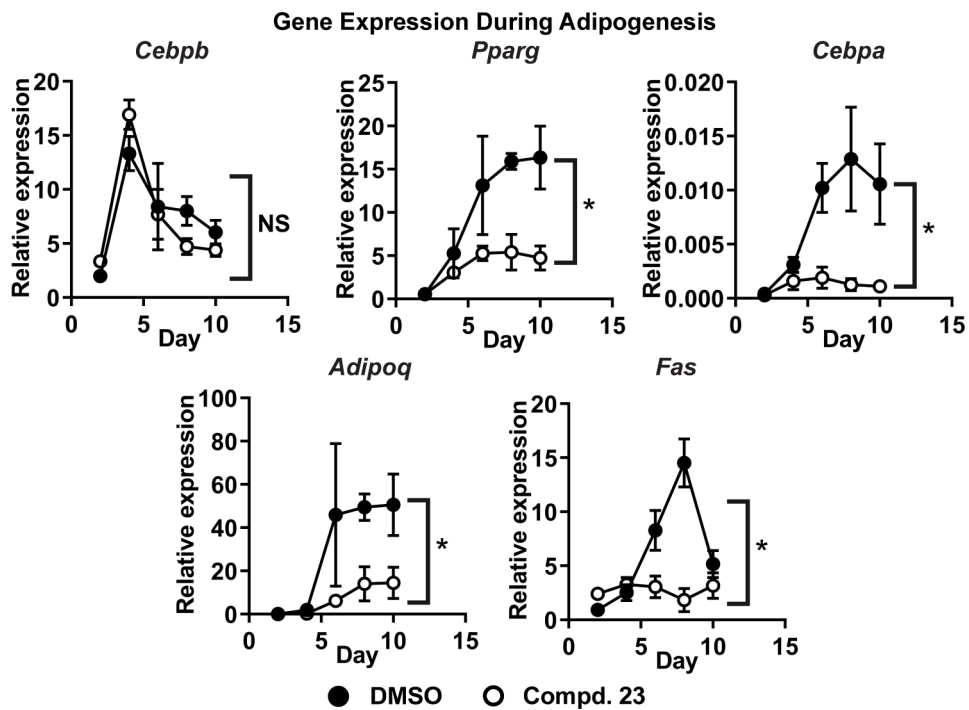 Gene Expression During Adipogenesis
Cebpb
Pparg
Cebpa
Relative expression
20
15
10
5
0
NS
0 5 10 15
Day
Relative expression
25
20
15
10
5
0
*
0 5 10 15
Day
Relative expression
0.020
0.015
0.010
0.005
0.000
*
0 5 10 15
Day
Adipoq
Fas
Relative expression
100
80
60
40
20
0
*
0 5 10 15
Day
Relative expression
20
15
10
5
0
*
0 5 10 15
Day
DMSO Compd. 23